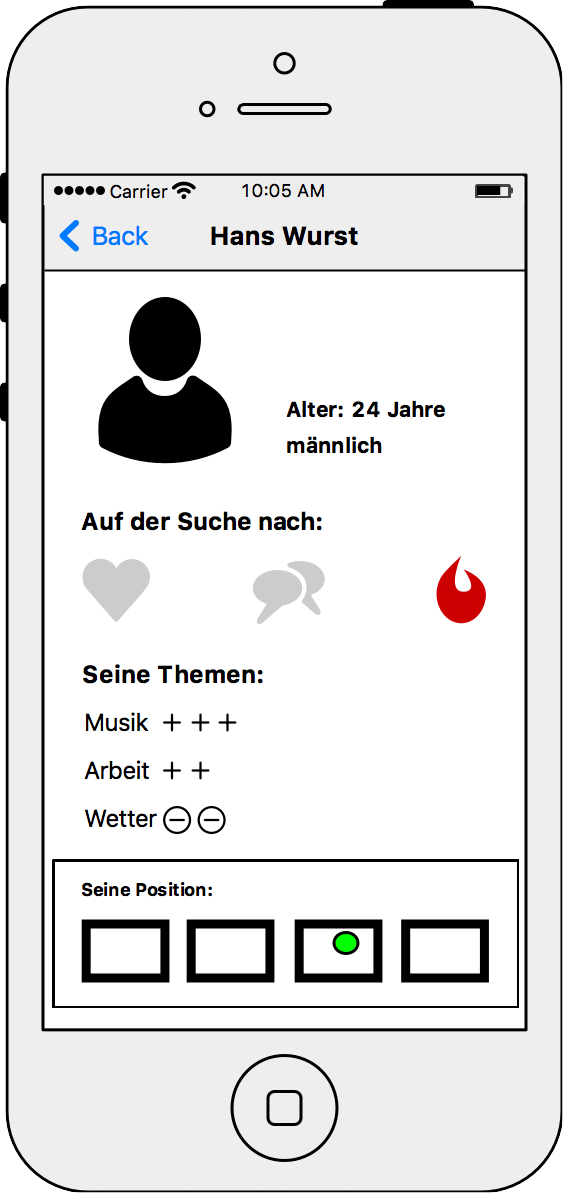 Carrier 10:05 AM
Back Hans Wurst
Alter: 24 Jahre
männlich
Auf der Suche nach:
Seine Themen:
Musik + + +
Arbeit + +
Wetter ⊖ ⊖
Seine Position: